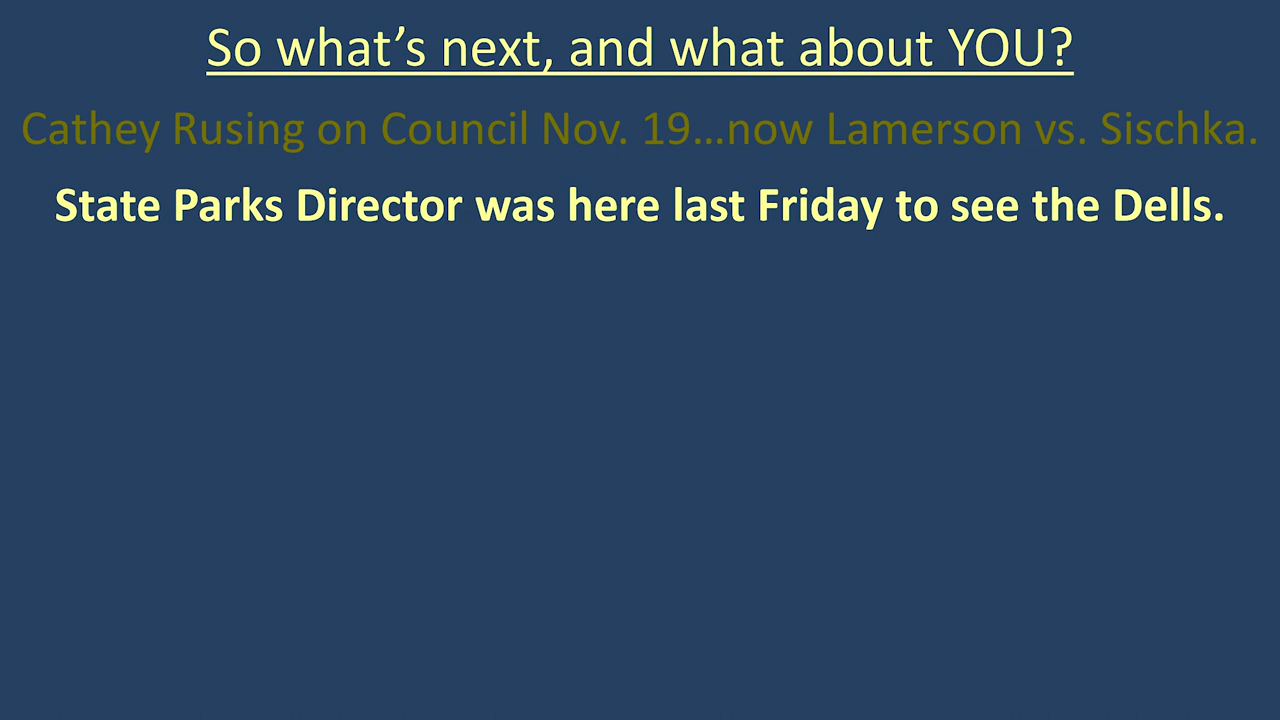 So what’s next, and what about YOU?
Cathey Rusing on Council Nov. 19…now Lamerson vs. Sischka.
State Parks Director was here last Friday to see the Dells.